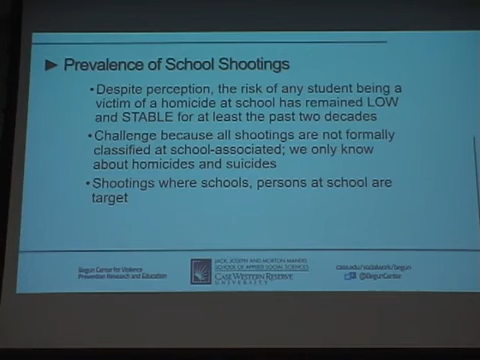 ► Prevalence of School Shootings
• Despite perception, the risk of any student being a
victim of a homicide at school has remained LOW
and STABLE for at least the past two decades
• Challenge because all shootings are not formally
classified at school-associated; we only know
about homicides and suicides
• Shootings where schools, persons at school are
target
Begun Center for Violence
Prevention Research and Education
JACK, JOSEPH AND MORTON MANDEL
SCHOOL OF APPLIED SOCIAL SCIENCES
CASE WESTERN RESERVE
UNIVERSITY
case.edu/socialwork/begun
@BegunCenter